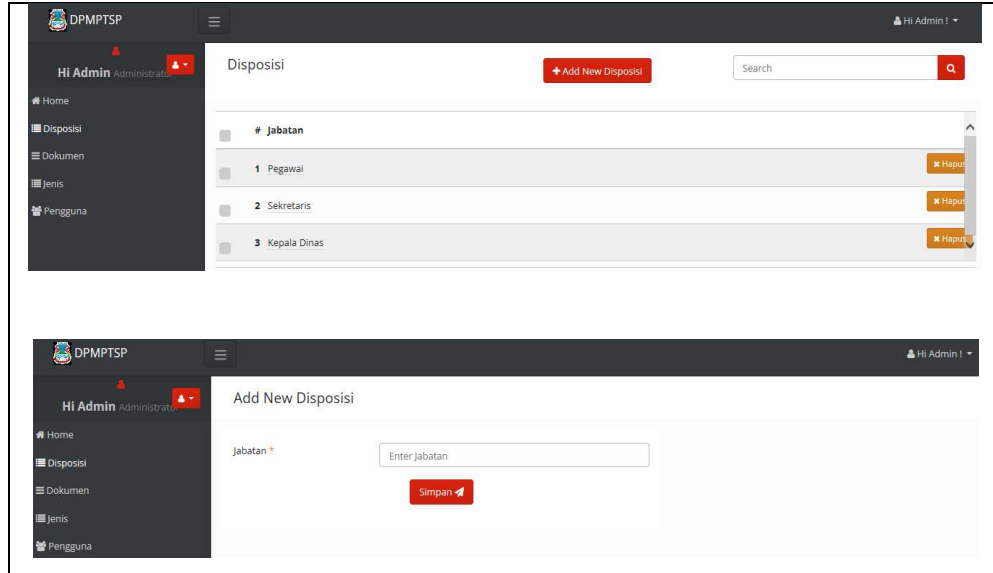 DPMPTSP
Hi Admin !
Hi Admin Administrator
Disposisi
+ Add New Disposisi
Search
Home
Disposisi
Dokumen
Jenis
Pengguna
# Jabatan
1 Pegawai
Hapus
2 Sekretaris
Hapus
3 Kepala Dinas
Hapus
DPMPTSP
Hi Admin !
Hi Admin Administrator
Add New Disposisi
Home
Disposisi
Dokumen
Jenis
Pengguna
Jabatan *
Enter Jabatan
Simpan